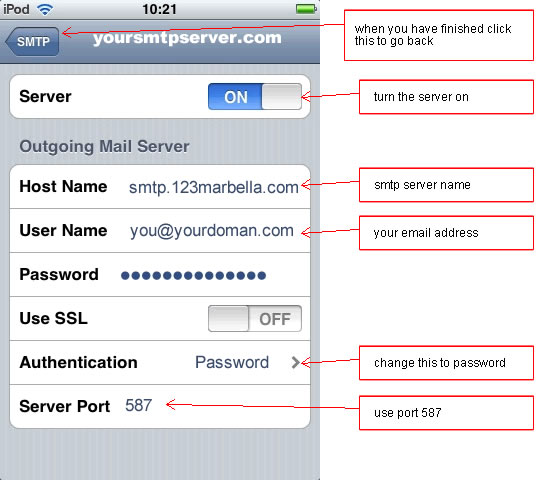 iPod 10:21
SMTP yoursmtpserver.com
when you have finished click
this to go back
Server ON
turn the server on
Outgoing Mail Server
Host Name smtp.123marbella.com
smtp server name
User Name you@yourdoman.com
your email address
Password ••••••••••••••
Use SSL OFF
Authentication Password
change this to password
Server Port 587
use port 587